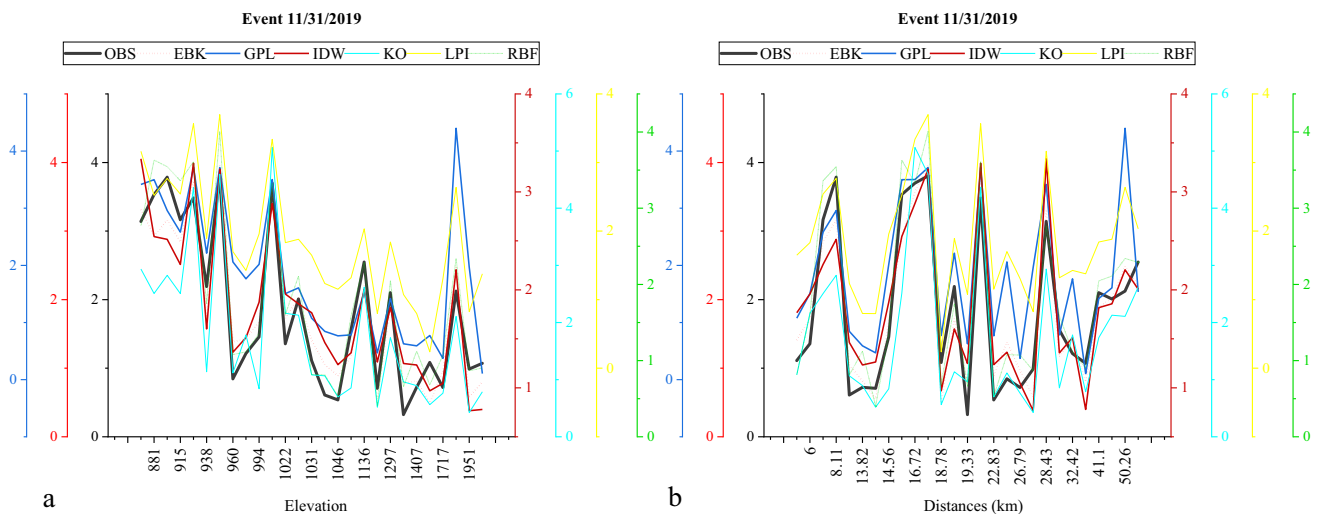 Event 11/31/2019
OBS EBK GPL IDW KO LPI RBF
4 2 0
4 2 0
4 2 0
4 3 2 1
6 4 2 0
4 2 0
4 3 2 1 0
881 915 938 960 994 1022 1031 1046 1136 1297 1407 1717 1951
a
Elevation
Event 11/31/2019
OBS EBK GPL IDW KO LPI RBF
4 2 0
4 2 0
4 2 0
4 3 2 1
6 4 2 0
4 2 0
4 3 2 1 0
6 8.11 13.82 14.56 16.72 18.78 19.33 22.83 26.79 28.43 32.42 41.1 50.26
b
Distances (km)